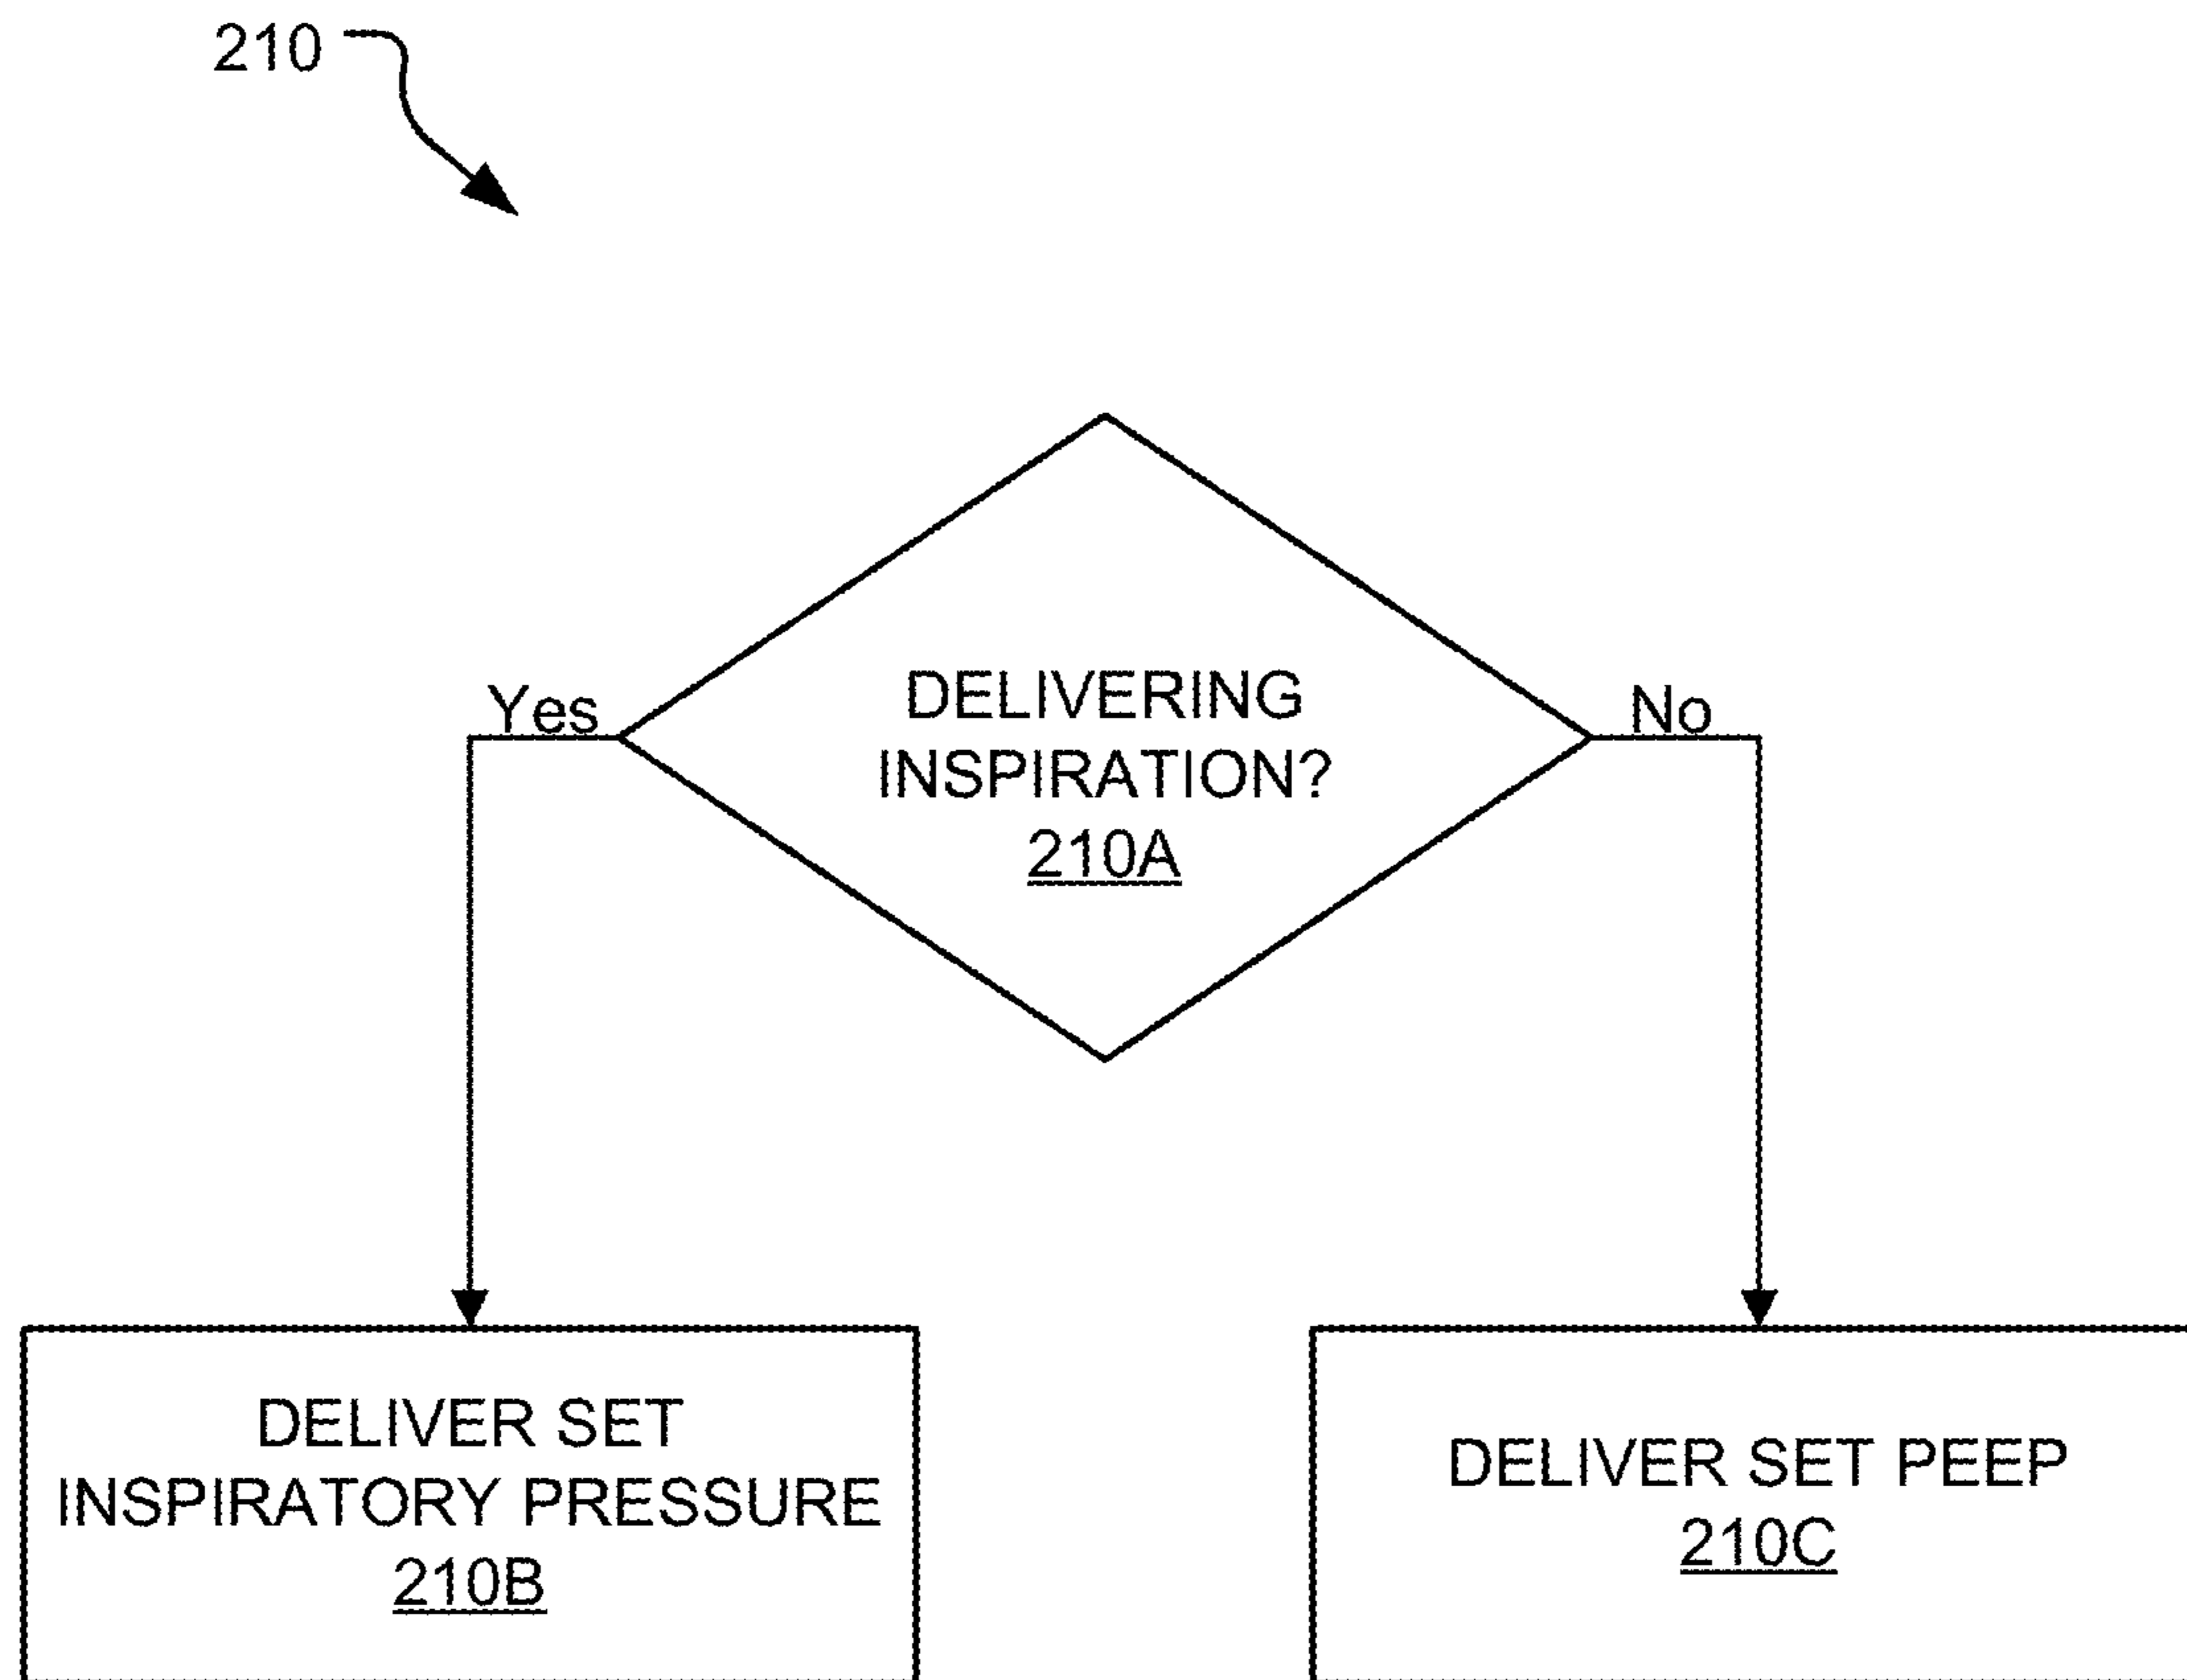 210
DELIVERING
INSPIRATION?
210A
Yes
No
DELIVER SET
INSPIRATORY PRESSURE
210B
DELIVER SET PEEP
210C